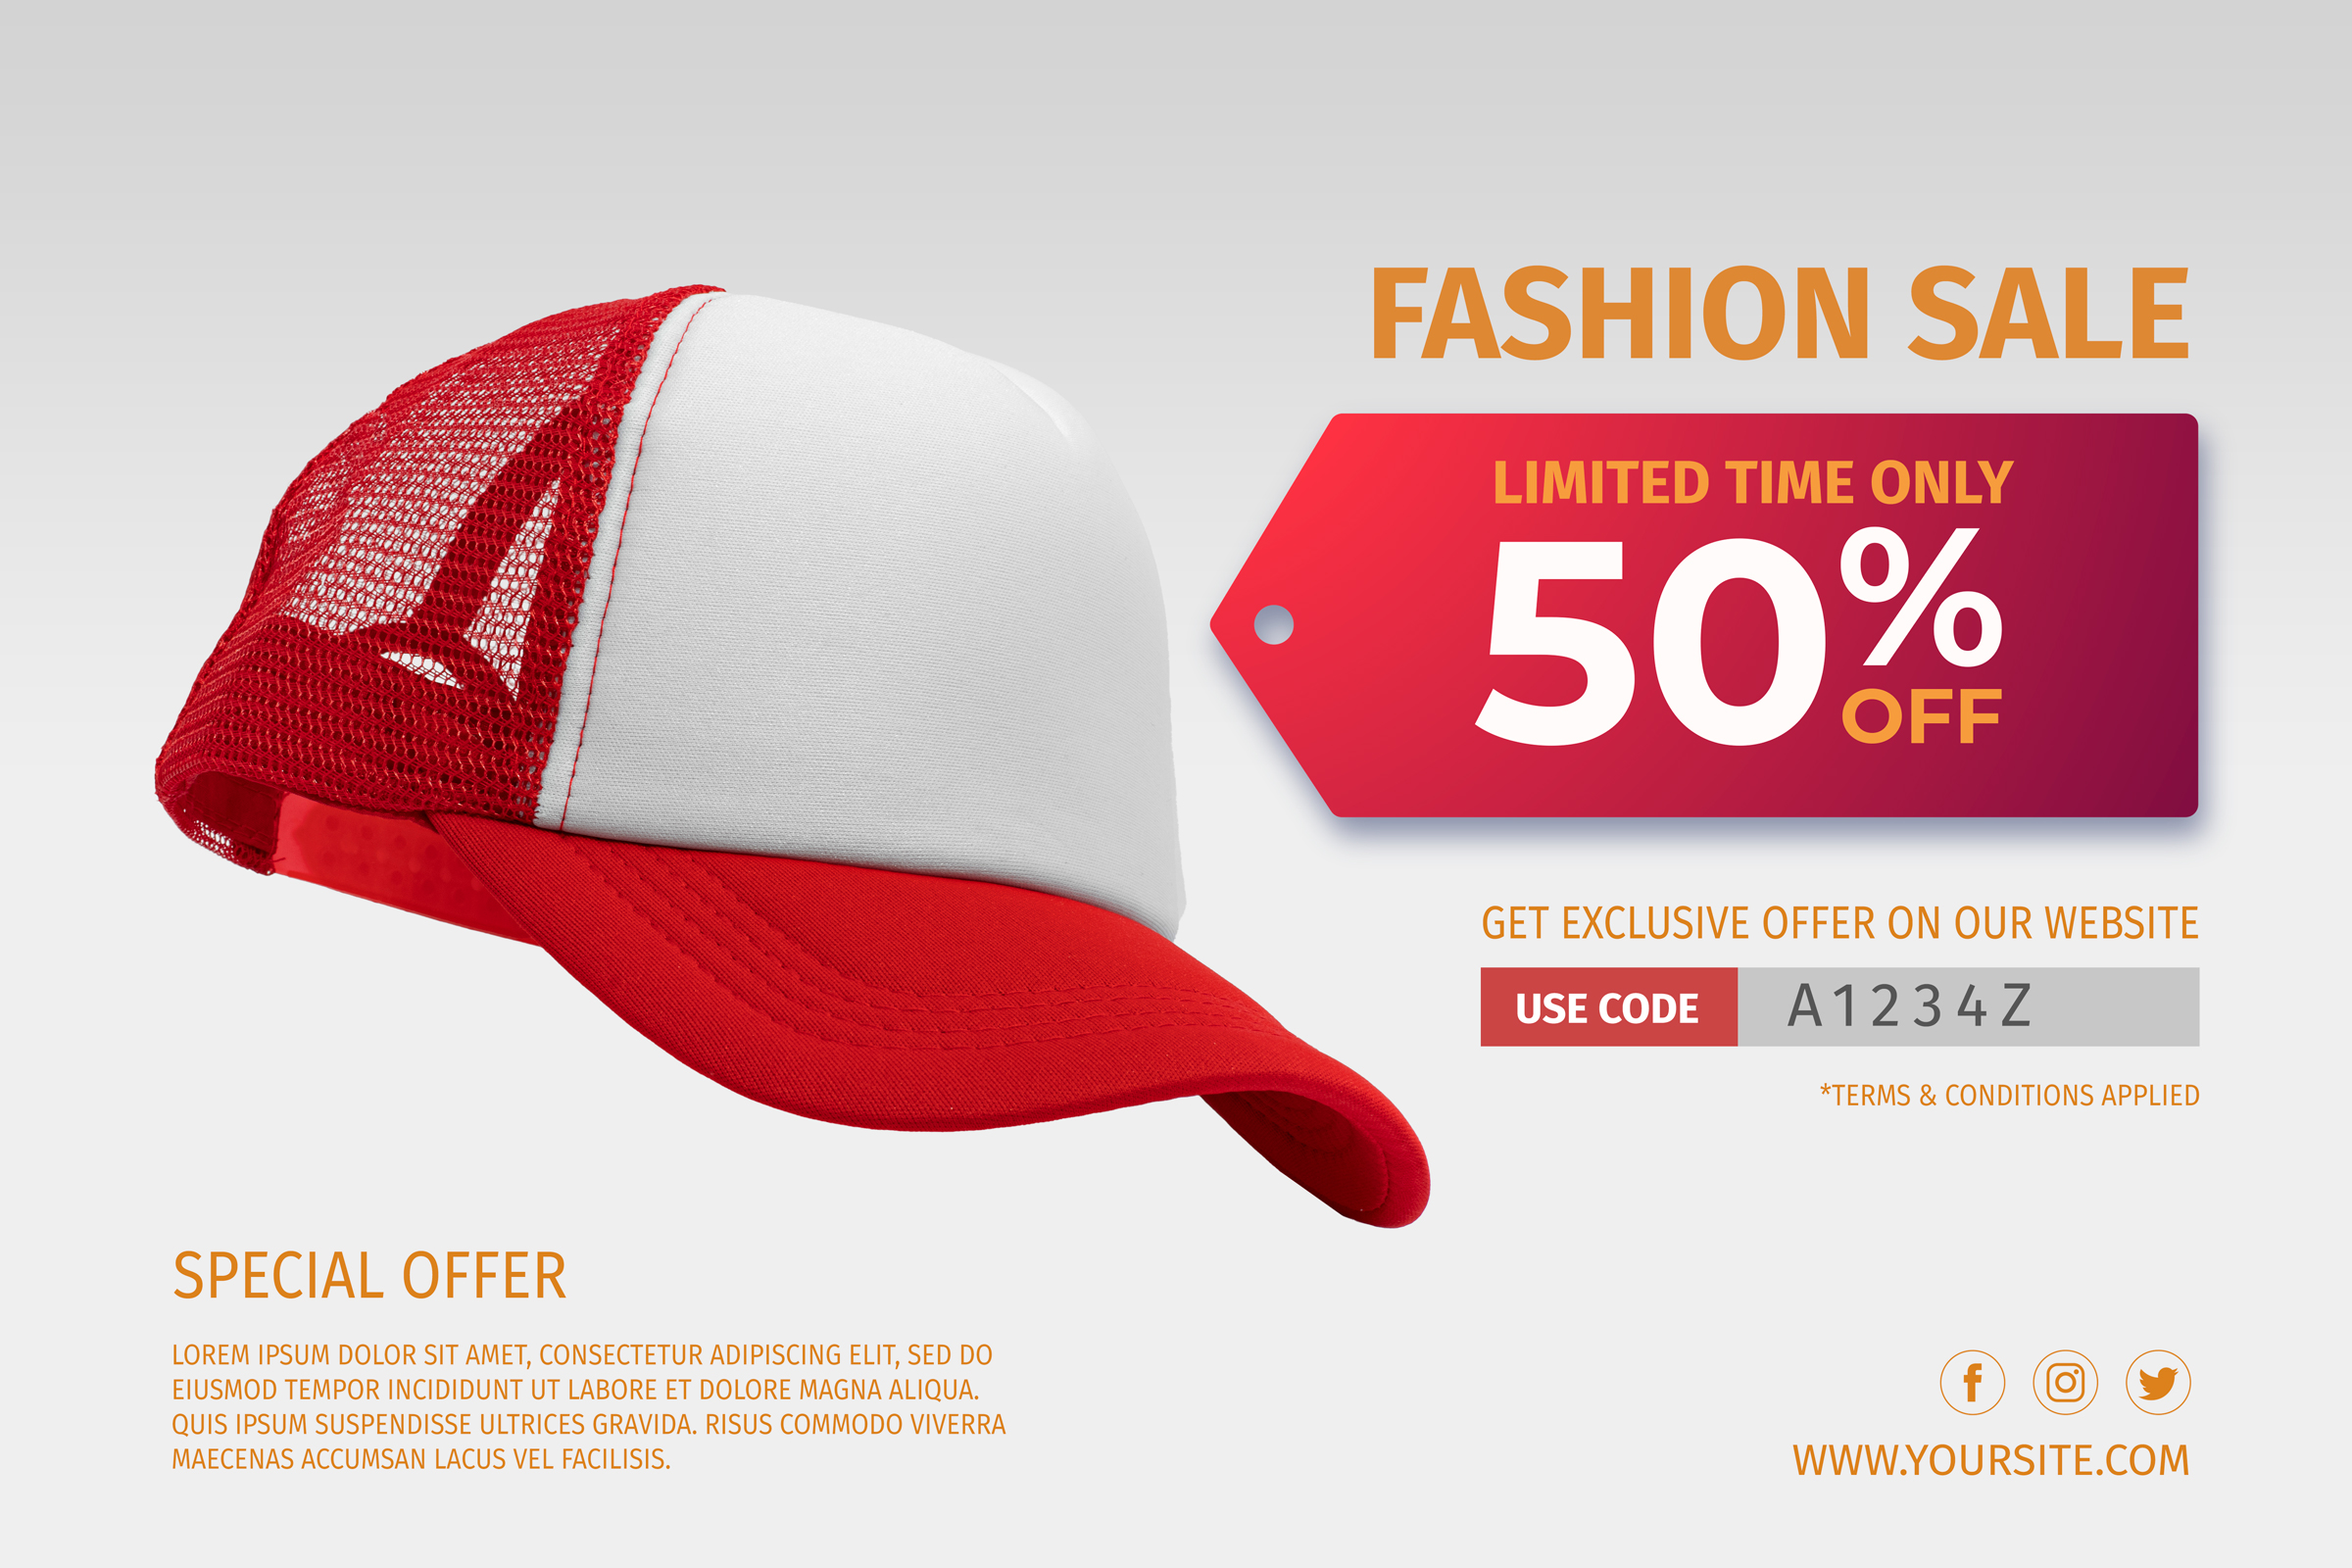 FASHION SALE
LIMITED TIME ONLY
50%
OFF
GET EXCLUSIVE OFFER ON OUR WEBSITE
USE CODE A1234Z
*TERMS & CONDITIONS APPLIED
SPECIAL OFFER
LOREM IPSUM DOLOR SIT AMET, CONSECTETUR ADIPISCING ELIT, SED DO
EIUSMOD TEMPOR INCIDIDUNT UT LABORE ET DOLORE MAGNA ALIQUA.
QUIS IPSUM SUSPENDISSE ULTRICES GRAVIDA. RISUS COMMODO VIVERRA
MAECENAS ACCUMSAN LACUS VEL FACILISIS.
WWW.YOURSITE.COM